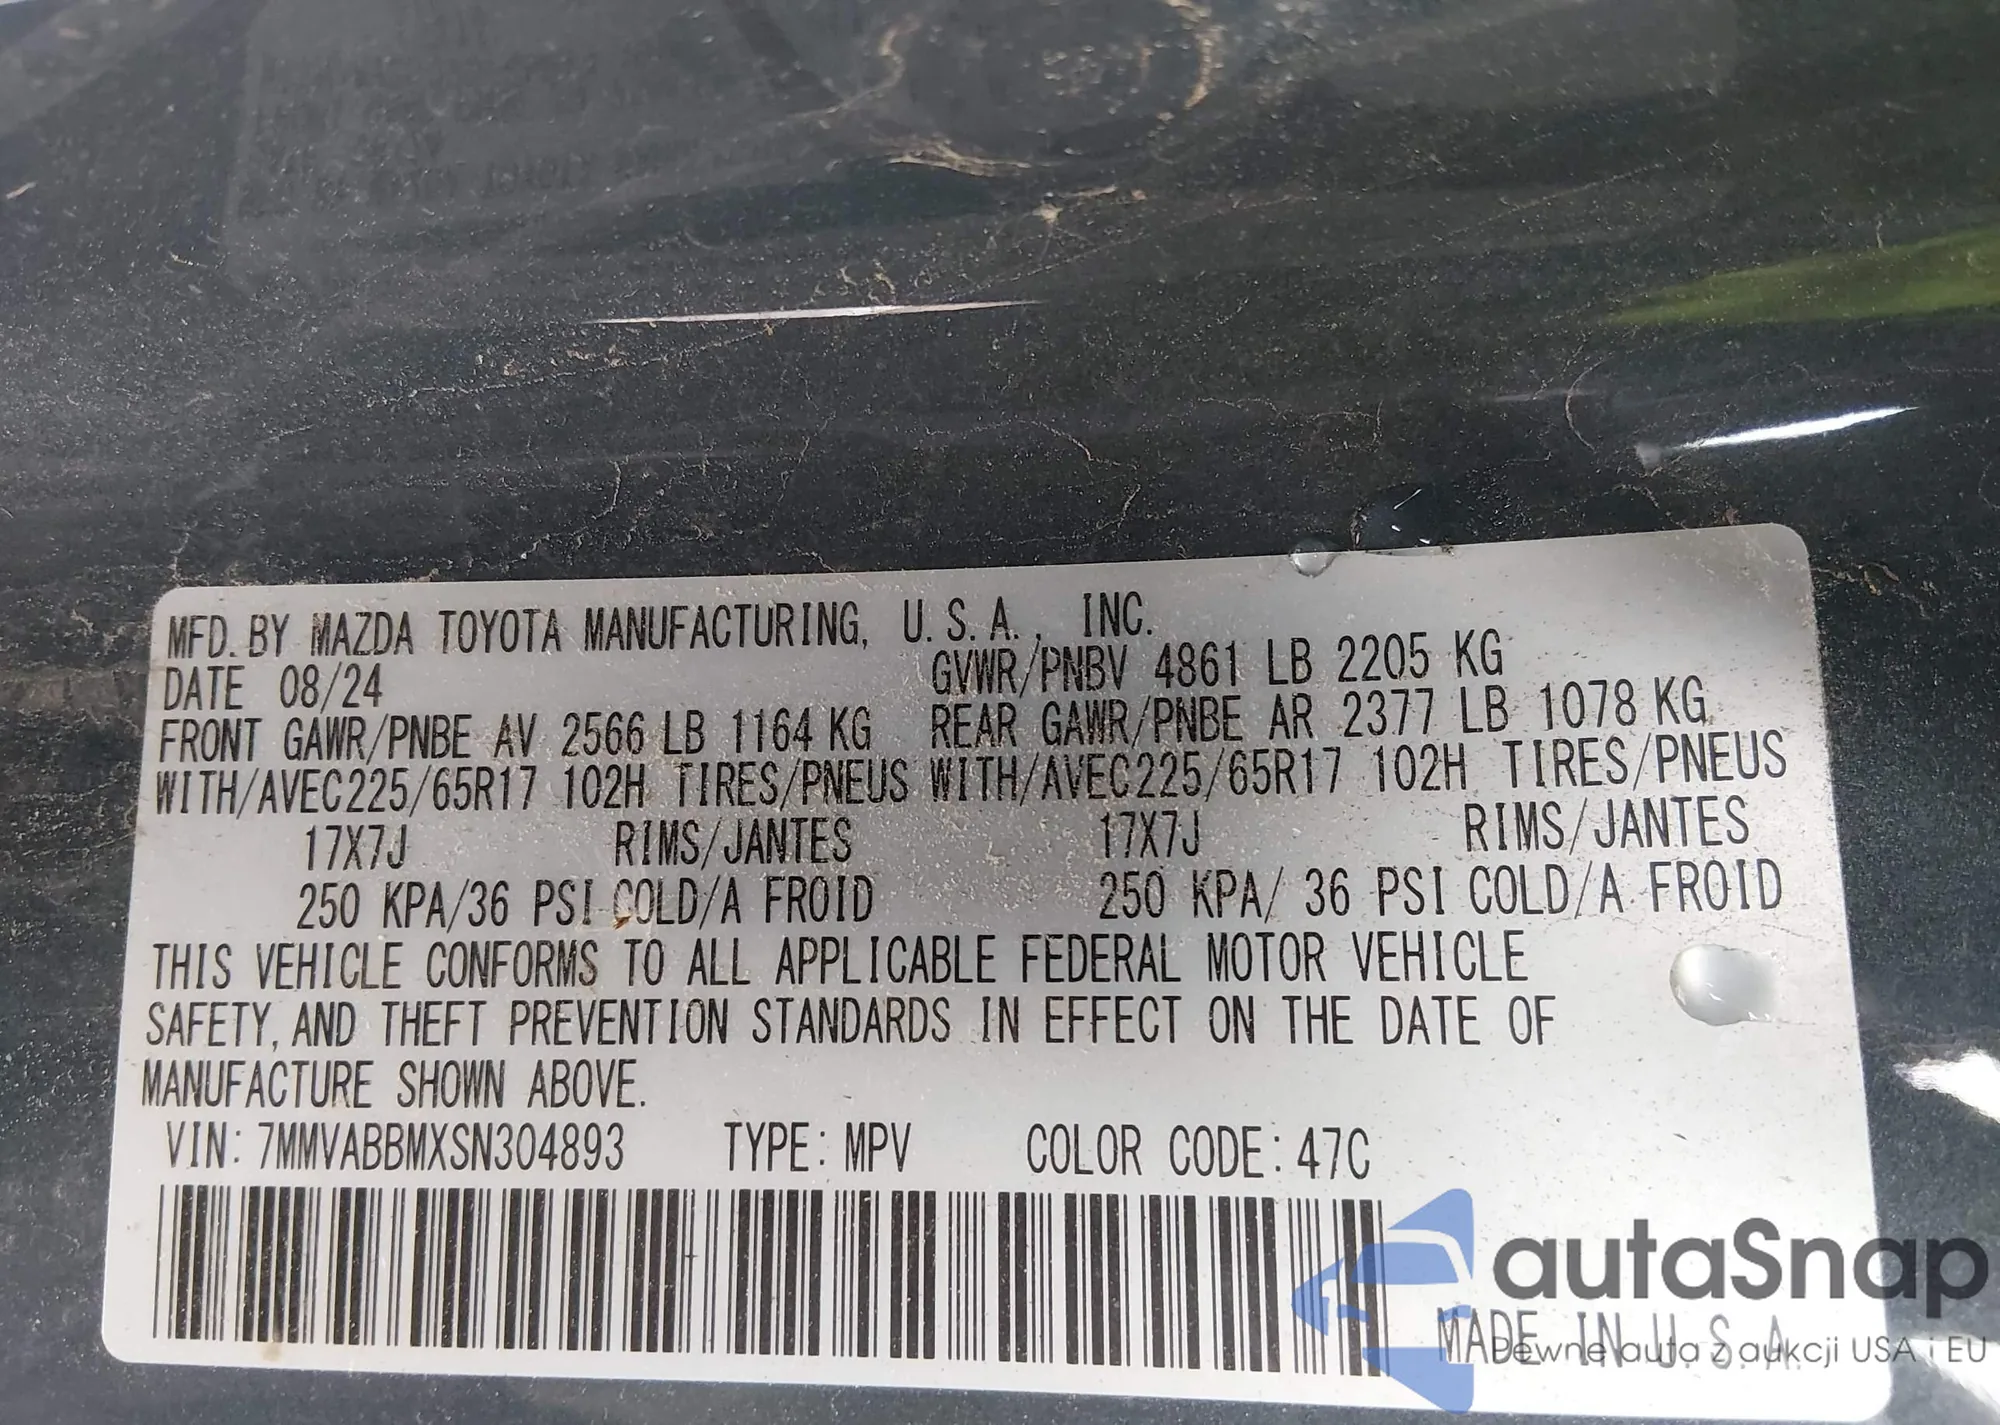 MFD. BY MAZDA TOYOTA MANUFACTURING, U. S. A., INC.
DATE 08/24 GVWR/PNBV 4861 LB 2205 KG
FRONT GAWR/PNBE AV 2566 LB 1164 KG REAR GAWR/PNBE AR 2377 LB 1078 KG
WITH/AVEC225/65R17 102H TIRES/PNEUS WITH/AVEC225/65R17 102H TIRES/PNEUS
17X7J RIMS/JANTES 17X7J RIMS/JANTES
250 KPA/36 PSI COLD/A FROID 250 KPA/ 36 PSI COLD/A FROID
THIS VEHICLE CONFORMS TO ALL APPLICABLE FEDERAL MOTOR VEHICLE
SAFETY, AND THEFT PREVENTION STANDARDS IN EFFECT ON THE DATE OF
MANUFACTURE SHOWN ABOVE.
VIN: 7MMVABBMXSN304893 TYPE: MPV COLOR CODE: 47C
autaSnap
MADE IN U. S. A.
Pewne auta z aukcji USA i EU